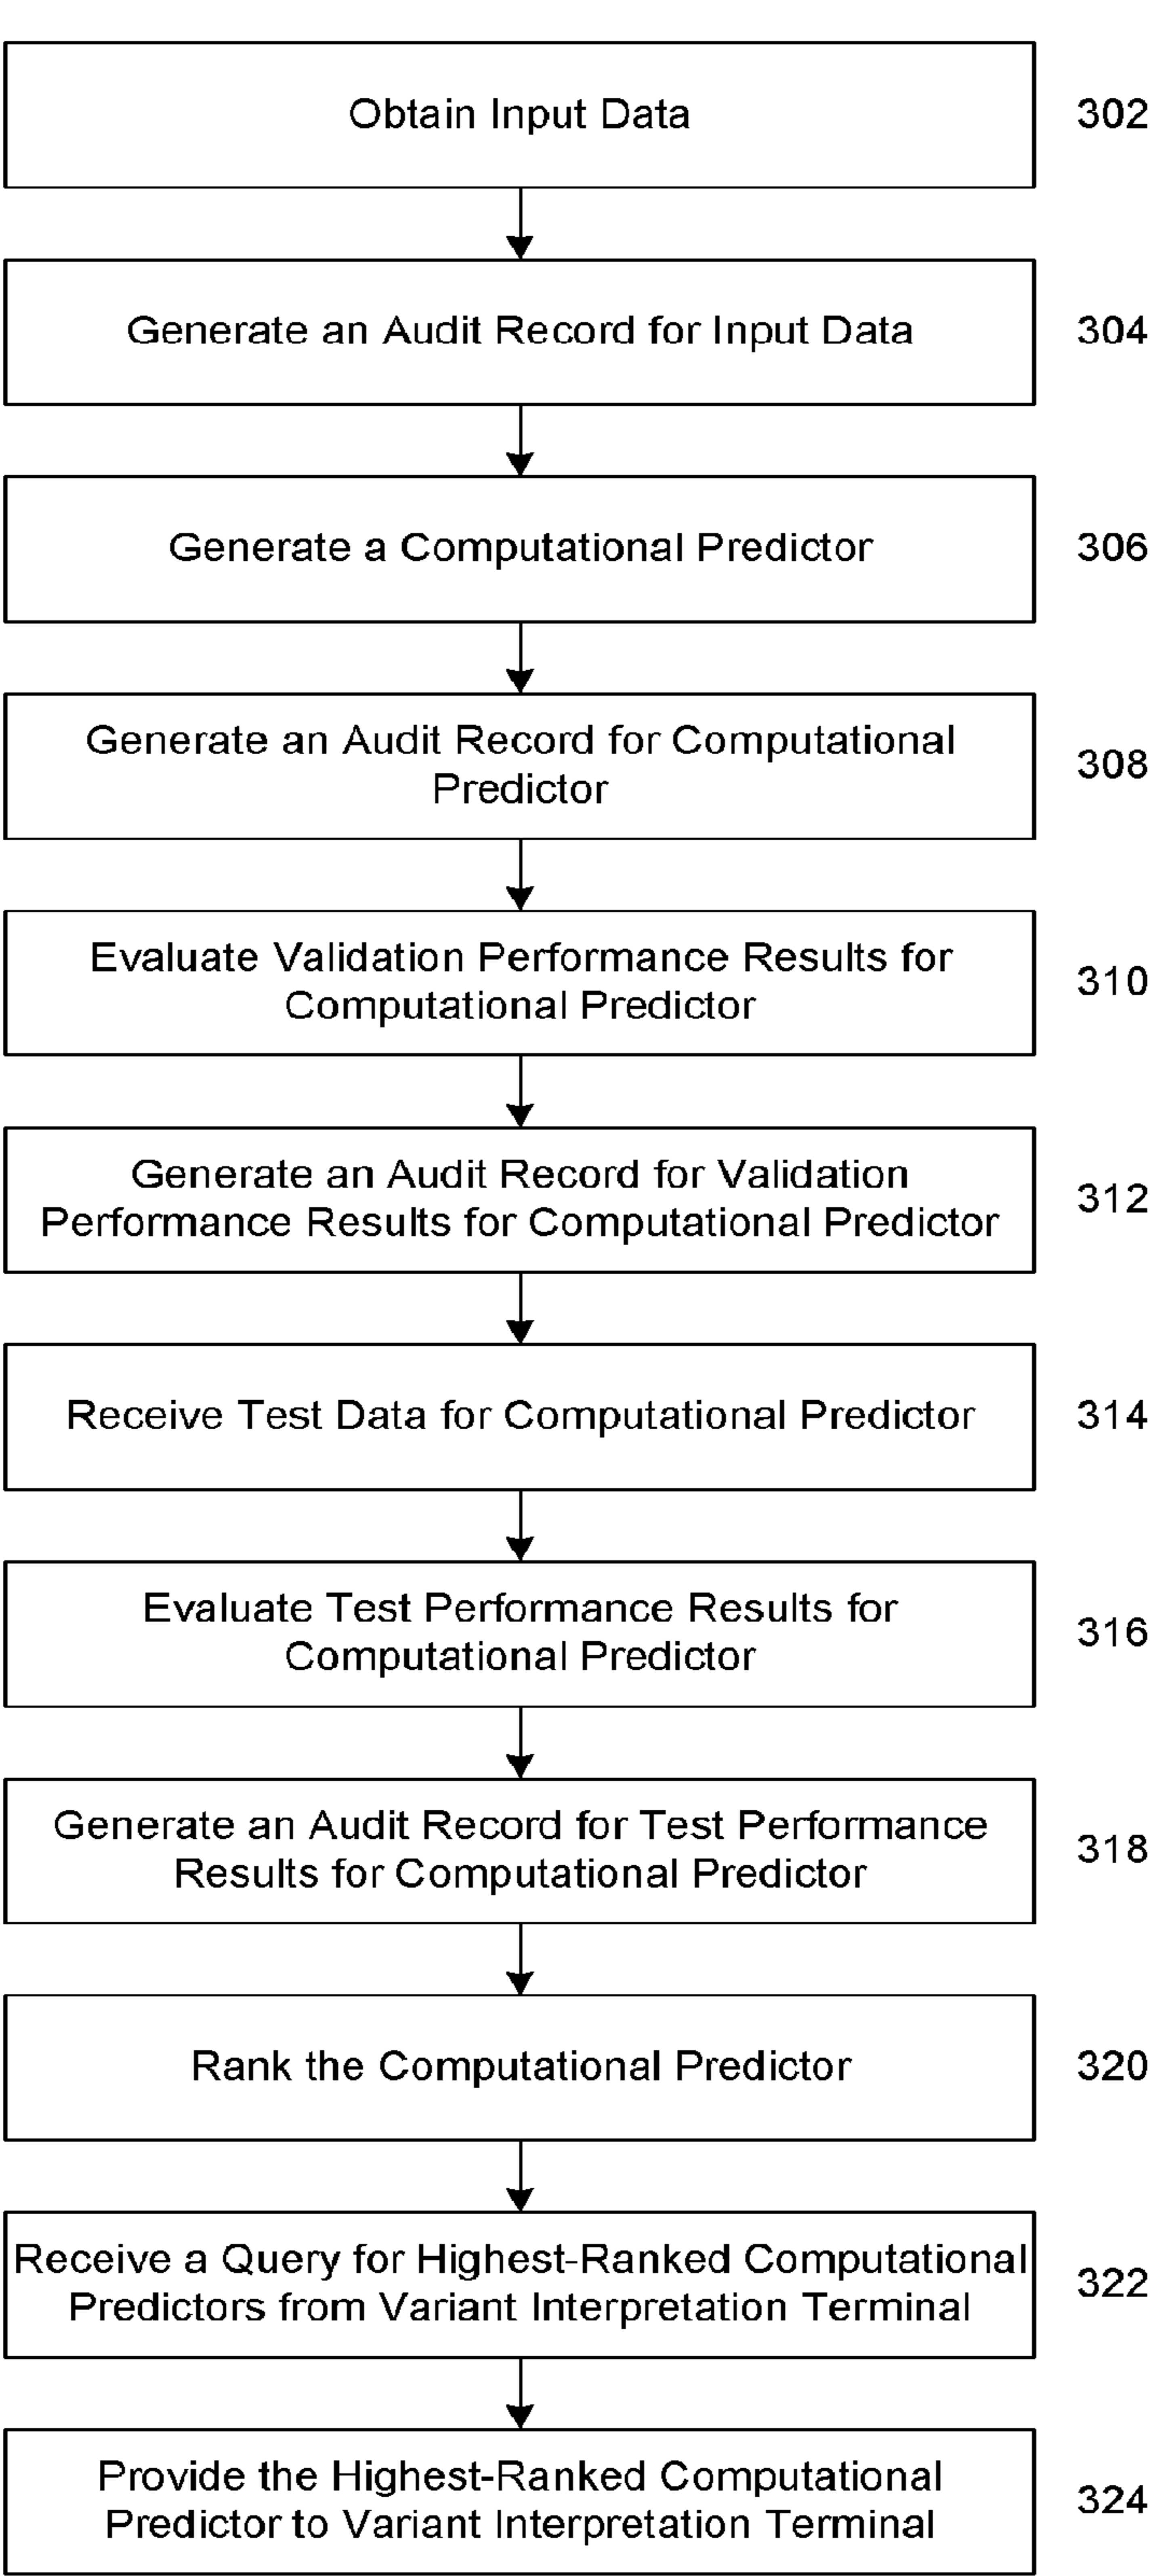 Obtain Input Data
302
Generate an Audit Record for Input Data
304
Generate a Computational Predictor
306
Generate an Audit Record for Computational
Predictor
308
Evaluate Validation Performance Results for
Computational Predictor
310
Generate an Audit Record for Validation
Performance Results for Computational Predictor
312
Receive Test Data for Computational Predictor
314
Evaluate Test Performance Results for
Computational Predictor
316
Generate an Audit Record for Test Performance
Results for Computational Predictor
318
Rank the Computational Predictor
320
Receive a Query for Highest-Ranked Computational
Predictors from Variant Interpretation Terminal
322
Provide the Highest-Ranked Computational
Predictor to Variant Interpretation Terminal
324